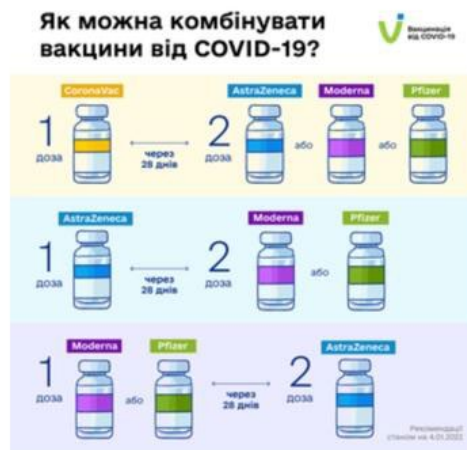 Як можна комбінувати
вакцини від COVID-19?
Вакцинація
від COVID-19
CoronaVac
AstraZeneca
Moderna
Pfizer
1
доза
через
28 днів
2
доза
або
або
AstraZeneca
Moderna
Pfizer
1
доза
через
28 днів
2
доза
або
Moderna
Pfizer
AstraZeneca
1
доза
або
через
28 днів
2
доза
Рекомендації
станом на 4.01.2022